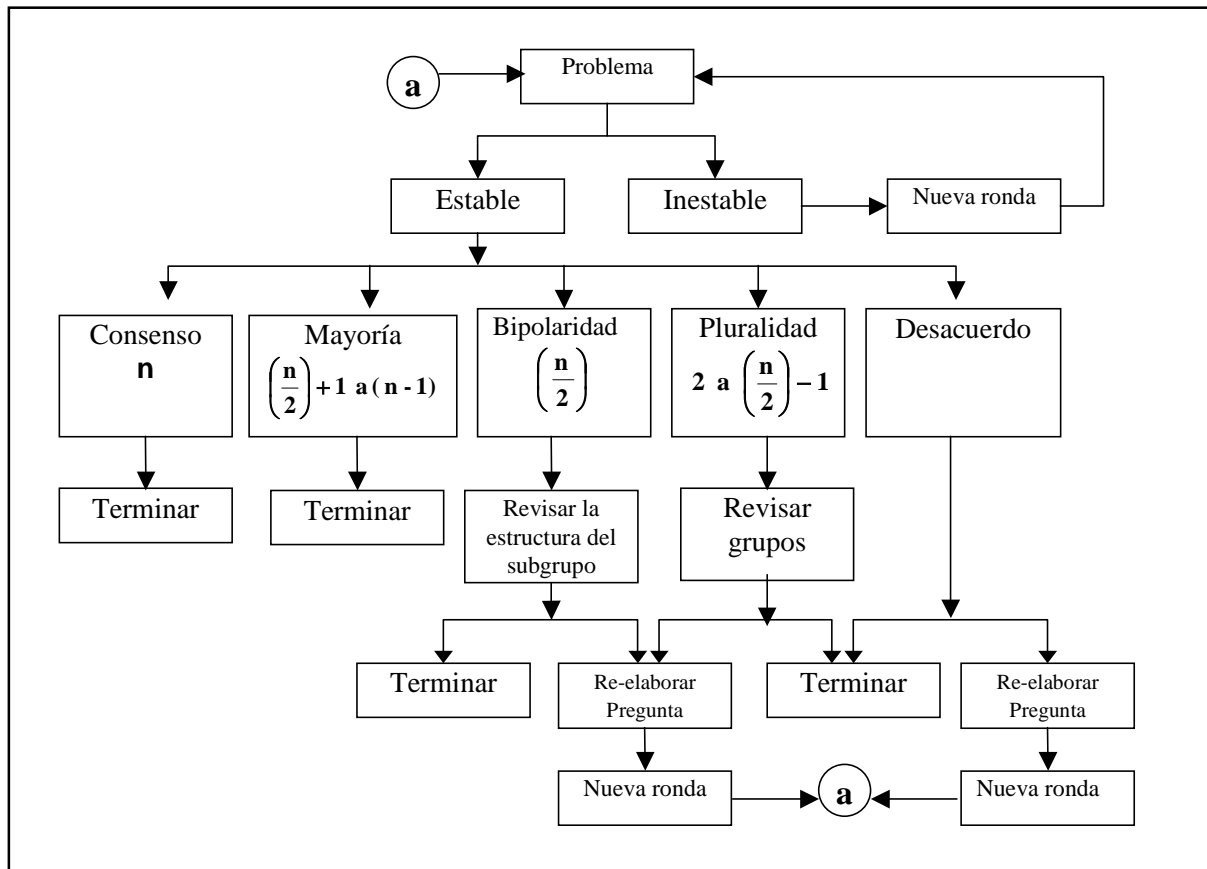 Problema
a
Estable
Inestable
Nueva ronda
Consenso
n
Mayoría
(n/2) + 1 a ( n - 1)
Bipolaridad
(n/2)
Pluralidad
2 a (n/2) − 1
Desacuerdo
Terminar
Terminar
Revisar la
estructura del
subgrupo
Revisar
grupos
Terminar
Re-elaborar
Pregunta
Terminar
Re-elaborar
Pregunta
Nueva ronda
a
Nueva ronda